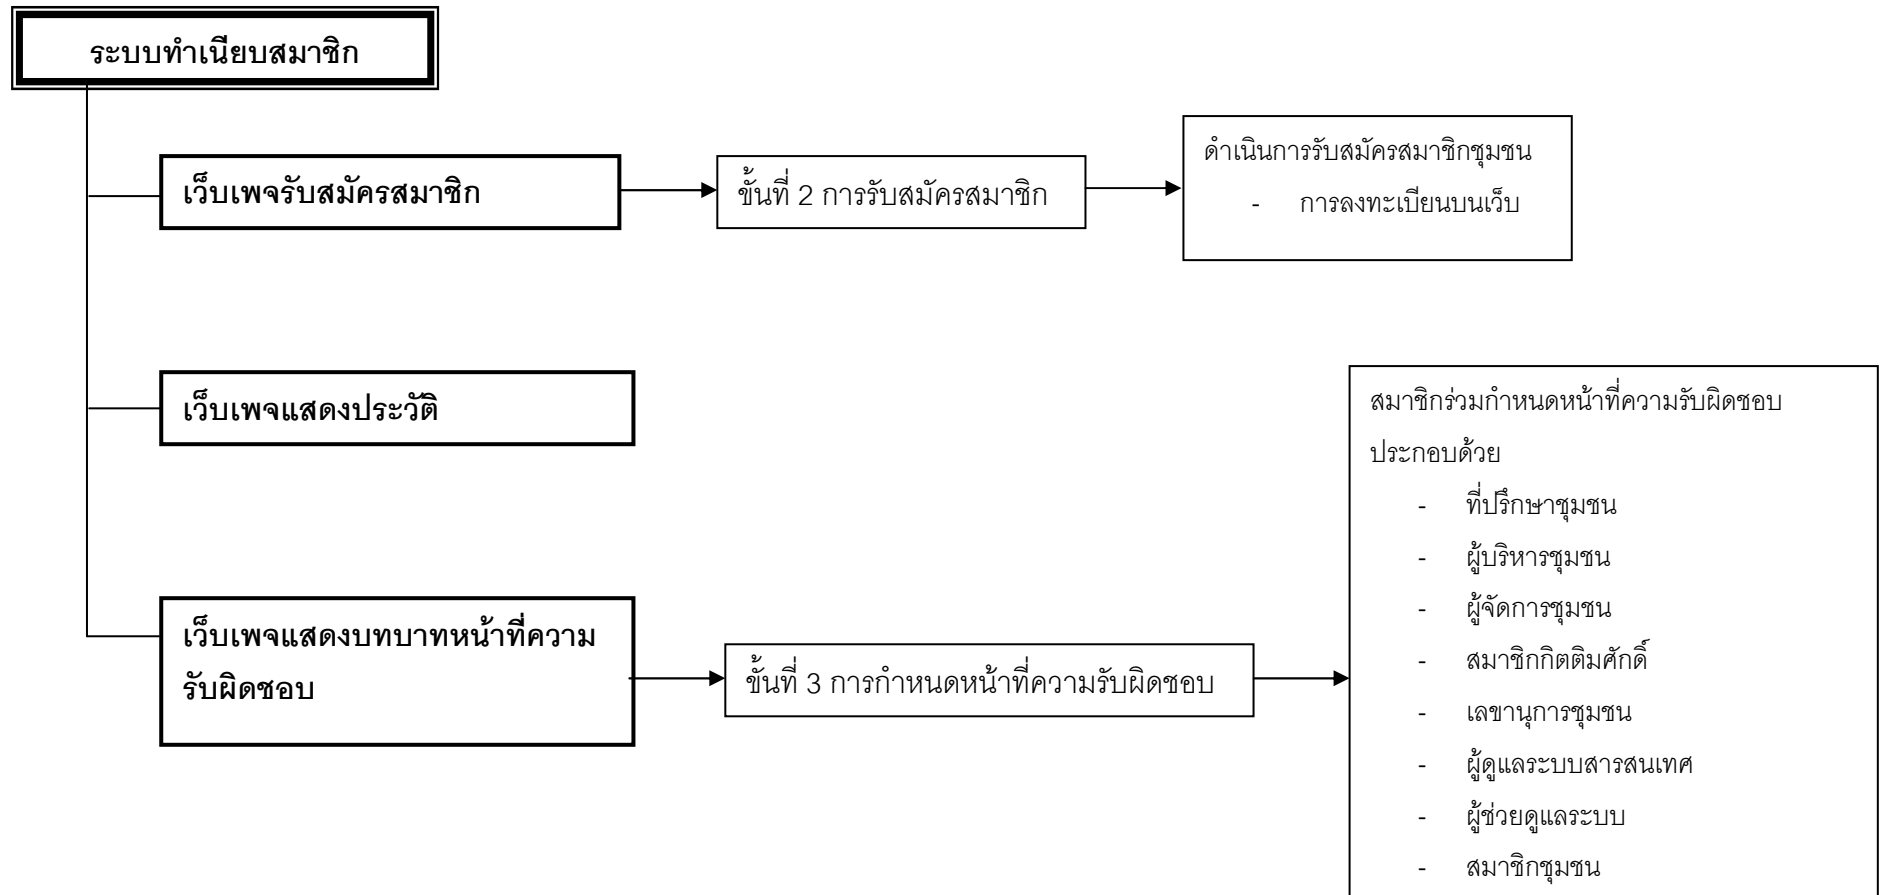 ระบบทำเนียบสมาชิก
เว็บเพจรับสมัครสมาชิก
ขั้นที่ 2 การรับสมัครสมาชิก
ดำเนินการรับสมัครสมาชิกชุมชน
- การลงทะเบียนบนเว็บ
เว็บเพจแสดงประวัติ
เว็บเพจแสดงบทบาทหน้าที่ความ
รับผิดชอบ
ขั้นที่ 3 การกำหนดหน้าที่ความรับผิดชอบ
สมาชิกร่วมกำหนดหน้าที่ความรับผิดชอบ
ประกอบด้วย
- ที่ปรึกษาชุมชน
- ผู้บริหารชุมชน
- ผู้จัดการชุมชน
- สมาชิกกิตติมศักดิ์
- เลขานุการชุมชน
- ผู้ดูแลระบบสารสนเทศ
- ผู้ช่วยดูแลระบบ
- สมาชิกชุมชน